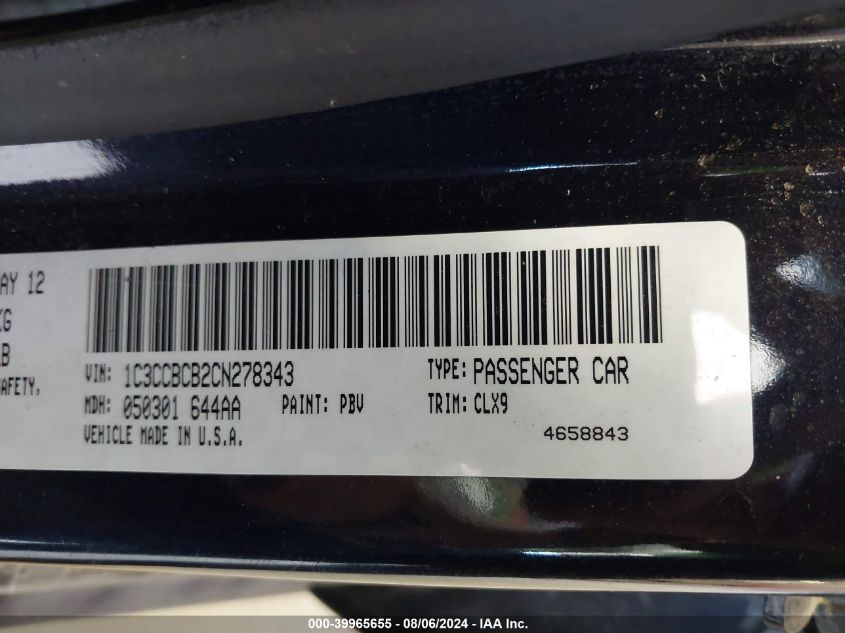 AY 12
KG
LB
AFETY,
VIN: 1C3CCBCB2CN278343 TYPE: PASSENGER CAR
MDH: 050301 644AA PAINT: PBV TRIM: CLX9
VEHICLE MADE IN U.S.A. 4658843
000-39965655 - 08/06/2024 - IAA Inc.